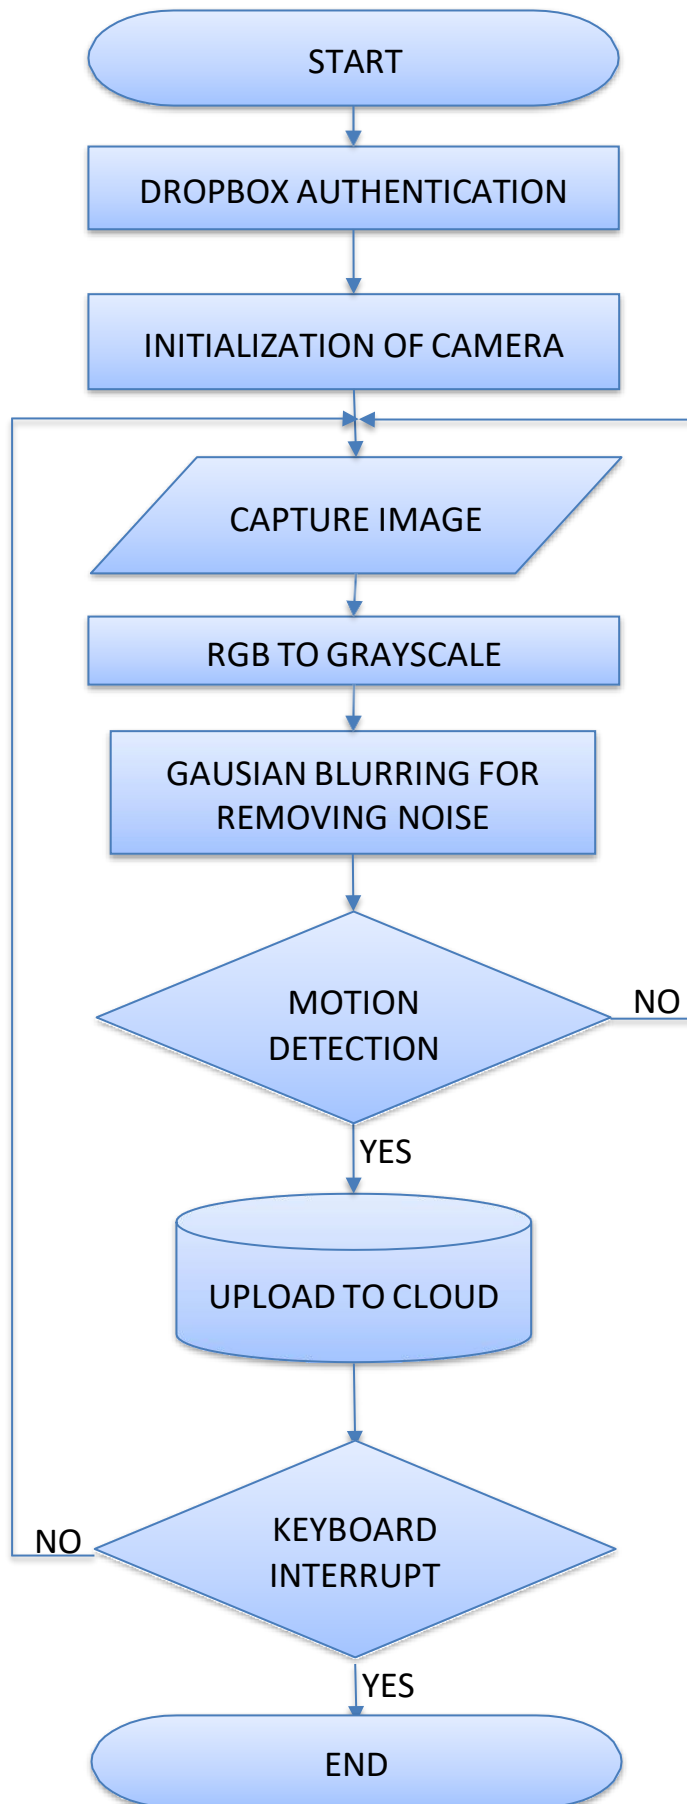 START
DROPBOX AUTHENTICATION
INITIALIZATION OF CAMERA
CAPTURE IMAGE
RGB TO GRAYSCALE
GAUSIAN BLURRING FOR
REMOVING NOISE
MOTION
DETECTION
NO
YES
UPLOAD TO CLOUD
KEYBOARD
INTERRUPT
NO
YES
END